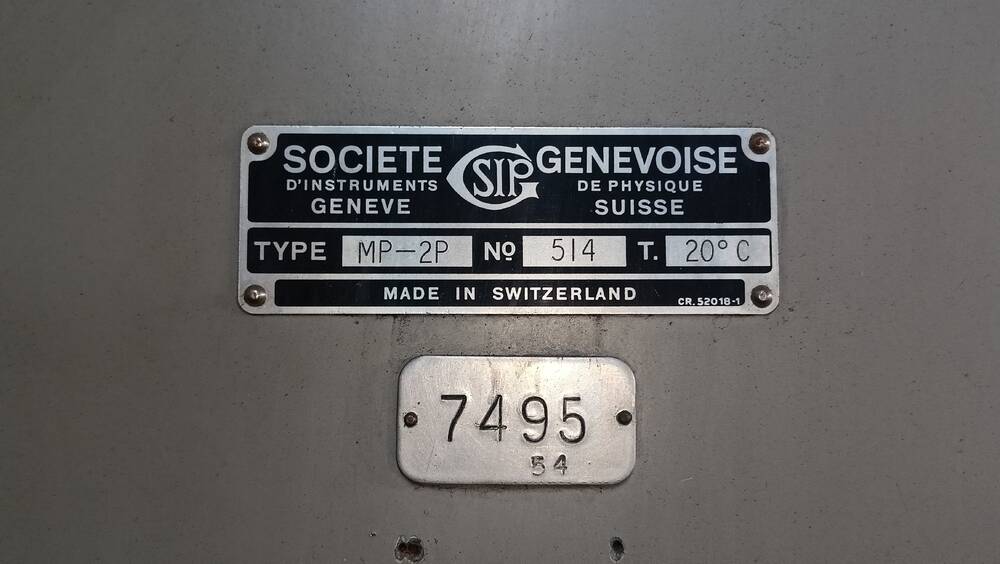 SOCIETE SIP GENEVOISE
D'INSTRUMENTS DE PHYSIQUE
GENEVE SUISSE
TYPE MP-2P Nº 514 T. 20°C
MADE IN SWITZERLAND CR.52018-1
7495
54